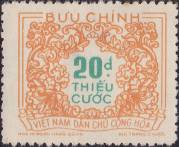 BƯU CHÍNH
20đ
THIẾU
CƯỚC
VIỆT NAM DÂN CHỦ CỘNG HÒA